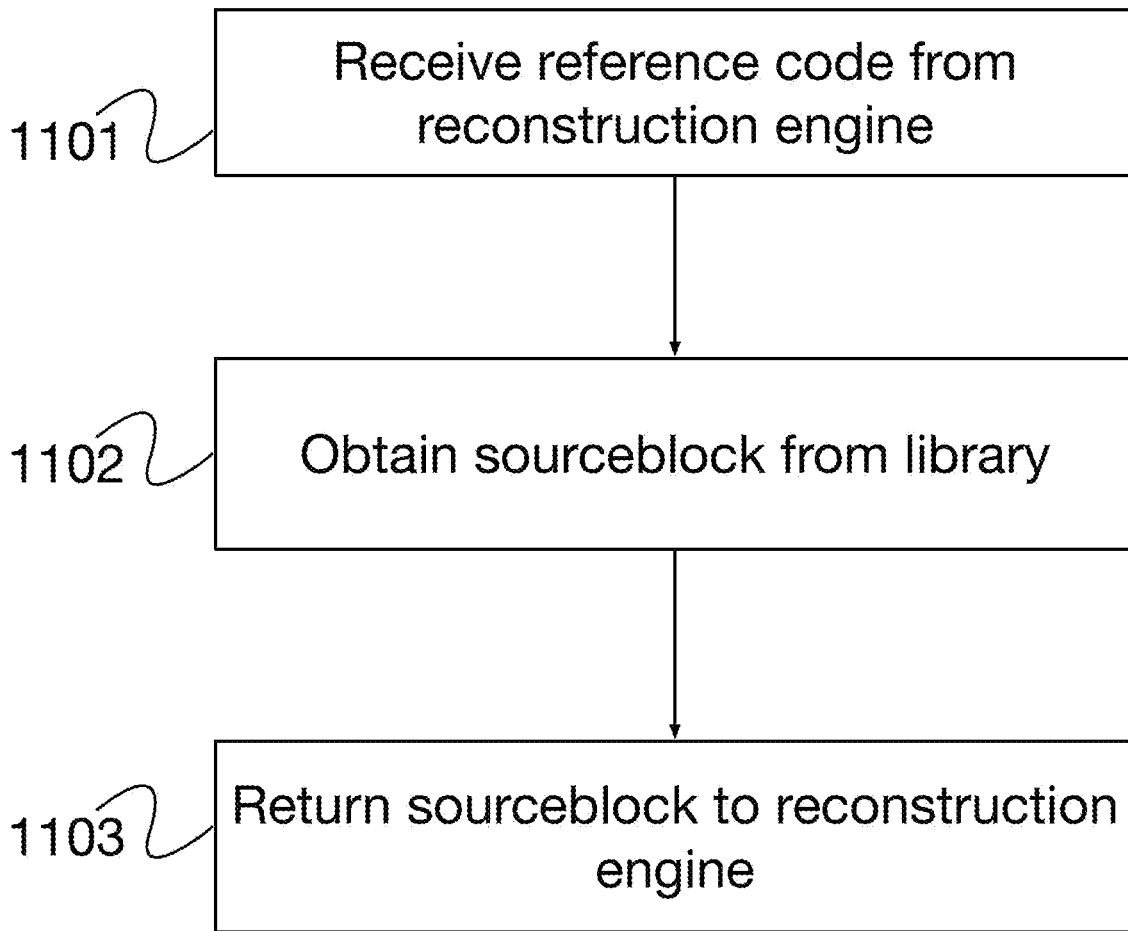 1101
Receive reference code from
reconstruction engine
1102
Obtain sourceblock from library
1103
Return sourceblock to reconstruction
engine